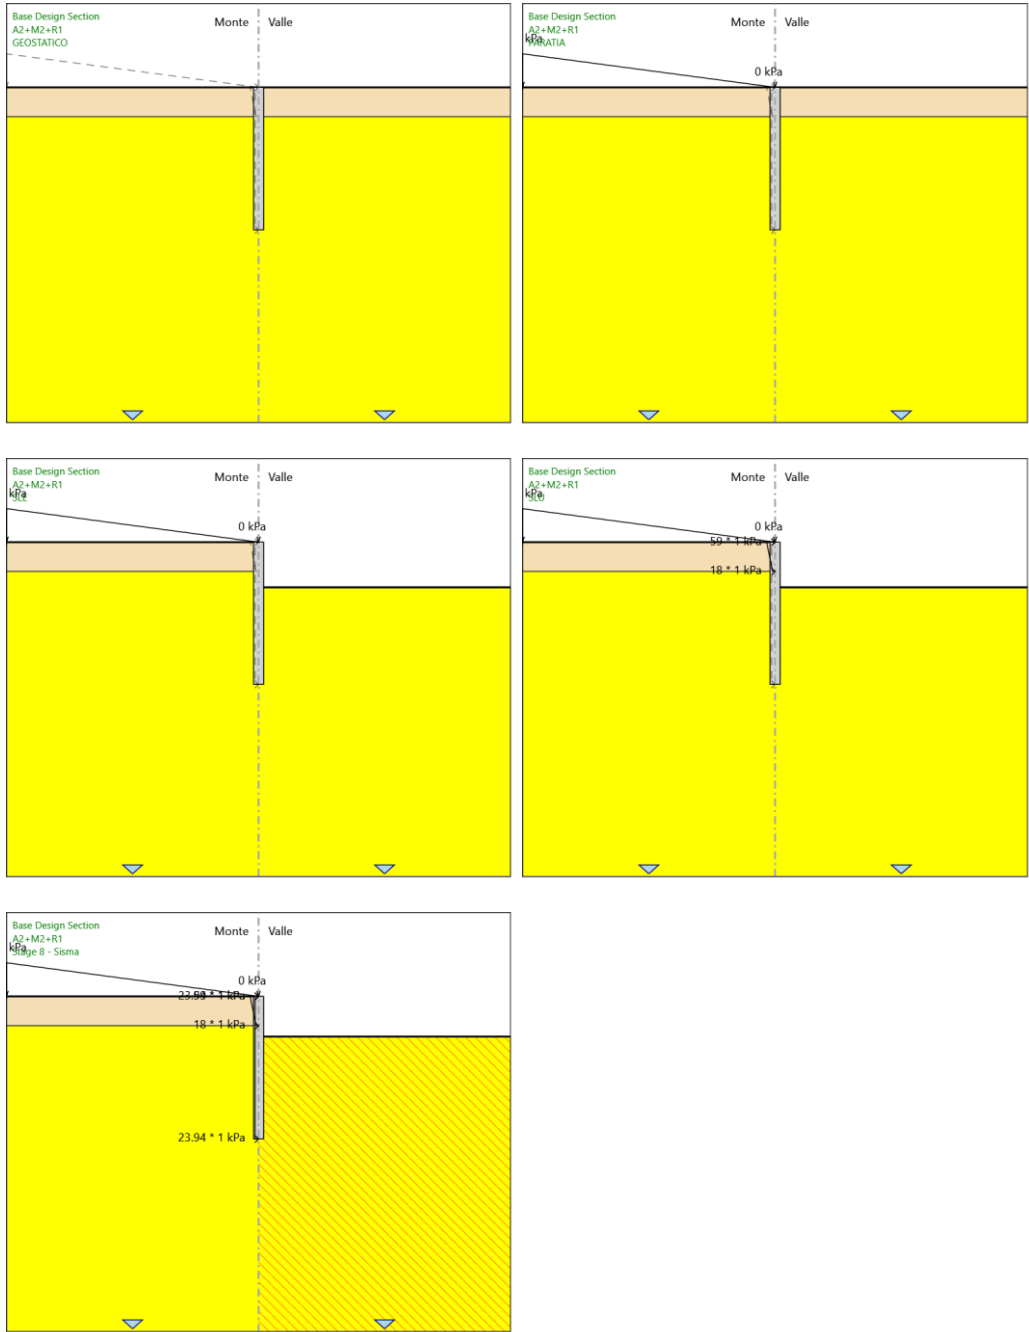 Base Design Section
A2+M2+R1
GEOSTATICO
Monte
Valle
Base Design Section
A2+M2+R1
PARATIA
kPa
Monte
Valle
0 kPa
Base Design Section
A2+M2+R1
SLE
kPa
Monte
Valle
0 kPa
Base Design Section
A2+M2+R1
SLU
kPa
Monte
Valle
0 kPa
59 * 1 kPa
18 * 1 kPa
Base Design Section
A2+M2+R1
Stage 8 - Sisma
kPa
Monte
Valle
0 kPa
* 1 kPa
18 * 1 kPa
23.94 * 1 kPa